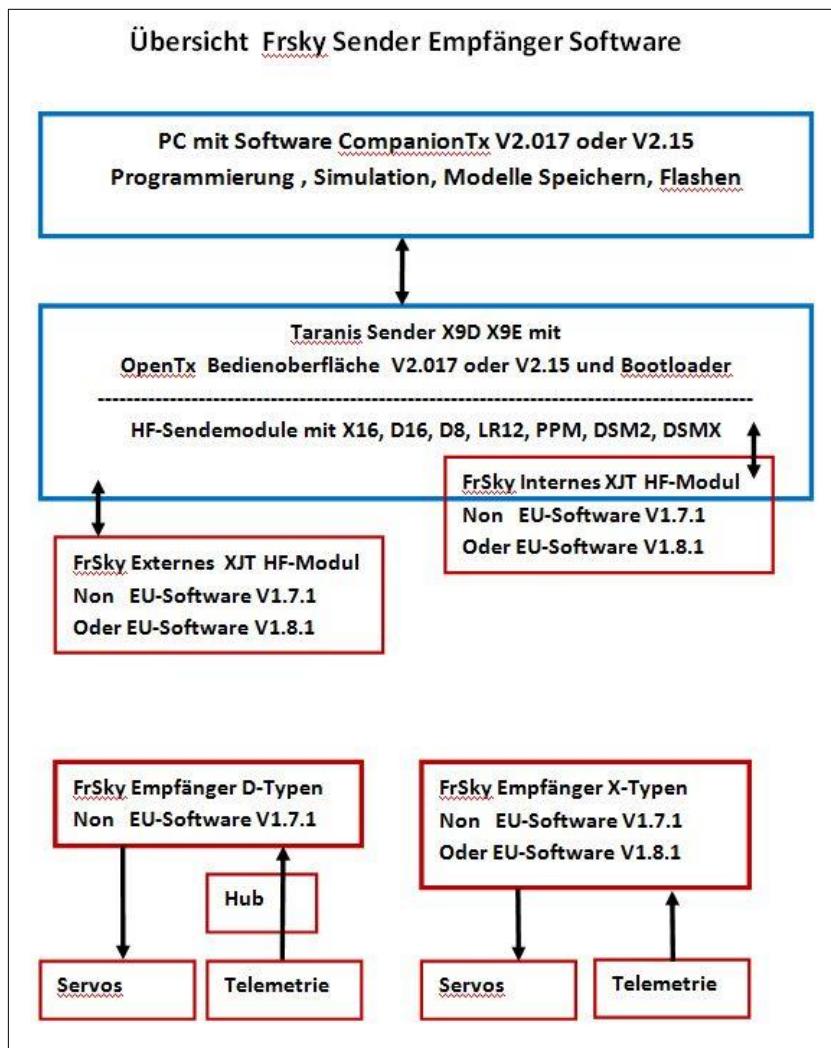 Übersicht Frsky Sender Empfänger Software
PC mit Software CompanionTx V2.017 oder V2.15
Programmierung , Simulation, Modelle Speichern, Flashen
Taranis Sender X9D X9E mit
OpenTx Bedienoberfläche V2.017 oder V2.15 und Bootloader
HF-Sendemodule mit X16, D16, D8, LR12, PPM, DSM2, DSMX
FrSky Internes XJT HF-Modul
Non EU-Software V1.7.1
Oder EU-Software V1.8.1
FrSky Externes XJT HF-Modul
Non EU-Software V1.7.1
Oder EU-Software V1.8.1
FrSky Empfänger D-Typen
Non EU-Software V1.7.1
Hub
Servos
Telemetrie
FrSky Empfänger X-Typen
Non EU-Software V1.7.1
Oder EU-Software V1.8.1
Servos
Telemetrie